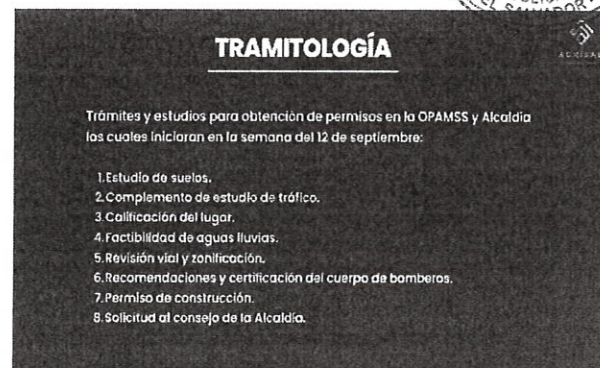 SALVADOR
TRAMITOLOGÍA
Trámites y estudios para obtención de permisos en la OPAMSS y Alcaldía
los cuales iniciaran en la semana del 12 de septiembre:
1.Estudio de suelos.
2.Complemento de estudio de tráfico.
3.Calificación del lugar.
4.Factibilidad de aguas lluvias.
5.Revisión vial y zonificación.
6.Recomendaciones y certificación del cuerpo de bomberos.
7.Permiso de construcción.
8.Solicitud al consejo de la Alcaldía.